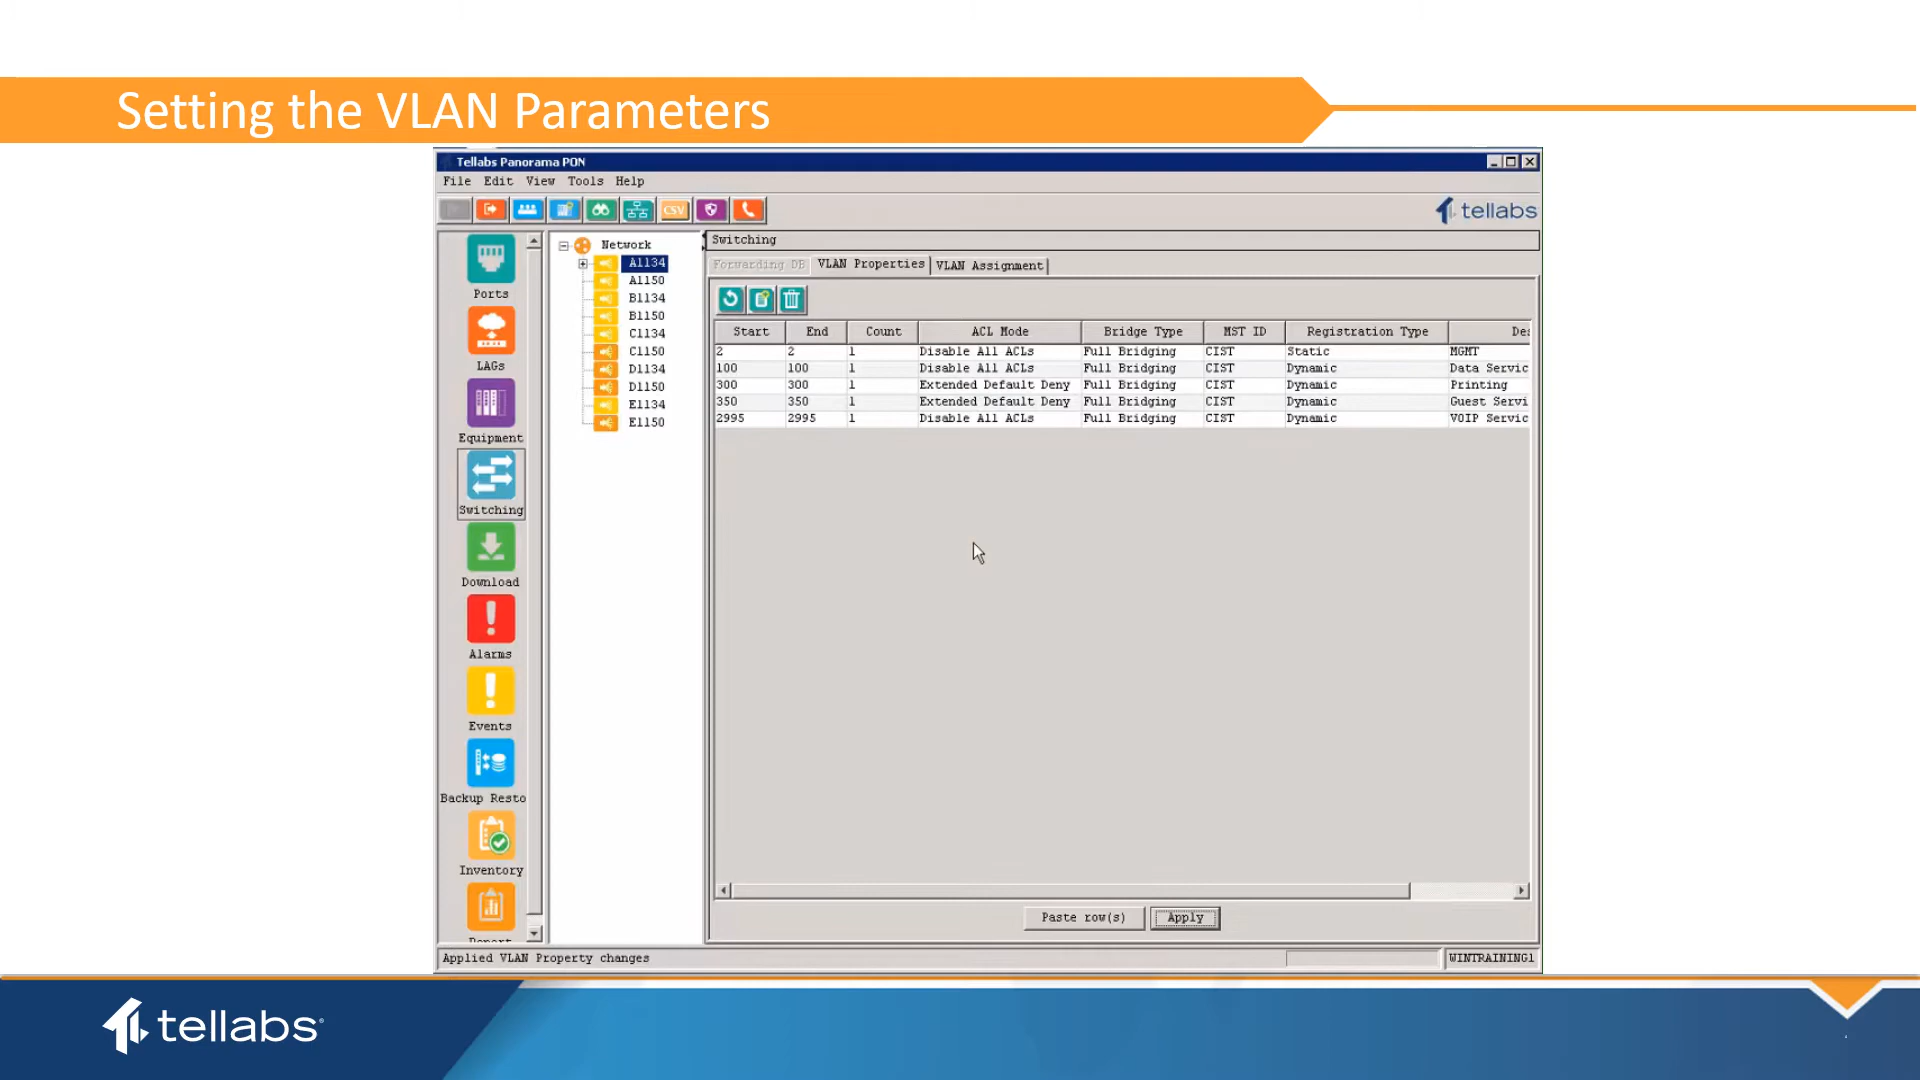 Setting the VLAN Parameters
Tellabs Panorama PON
File Edit View Tools Help
CSV
tellabs
Ports
LAGs
Equipment
Switching
Download
Alarms
Events
Backup Resto
Inventory
Network
A1134
A1150
B1134
B1150
C1134
C1150
D1134
D1150
E1134
E1150
Switching
Forwarding DB VLAN Properties VLAN Assignment
Start End Count ACL Mode Bridge Type MST ID Registration Type Des
2 2 1 Disable All ACLs Full Bridging CIST Static MGMT
100 100 1 Disable All ACLs Full Bridging CIST Dynamic Data Servic
300 300 1 Extended Default Deny Full Bridging CIST Dynamic Printing
350 350 1 Extended Default Deny Full Bridging CIST Dynamic Guest Servi
2995 2995 1 Disable All ACLs Full Bridging CIST Dynamic VOIP Servic
Paste row(s) Apply
Applied VLAN Property changes WINTRAINING1
tellabs